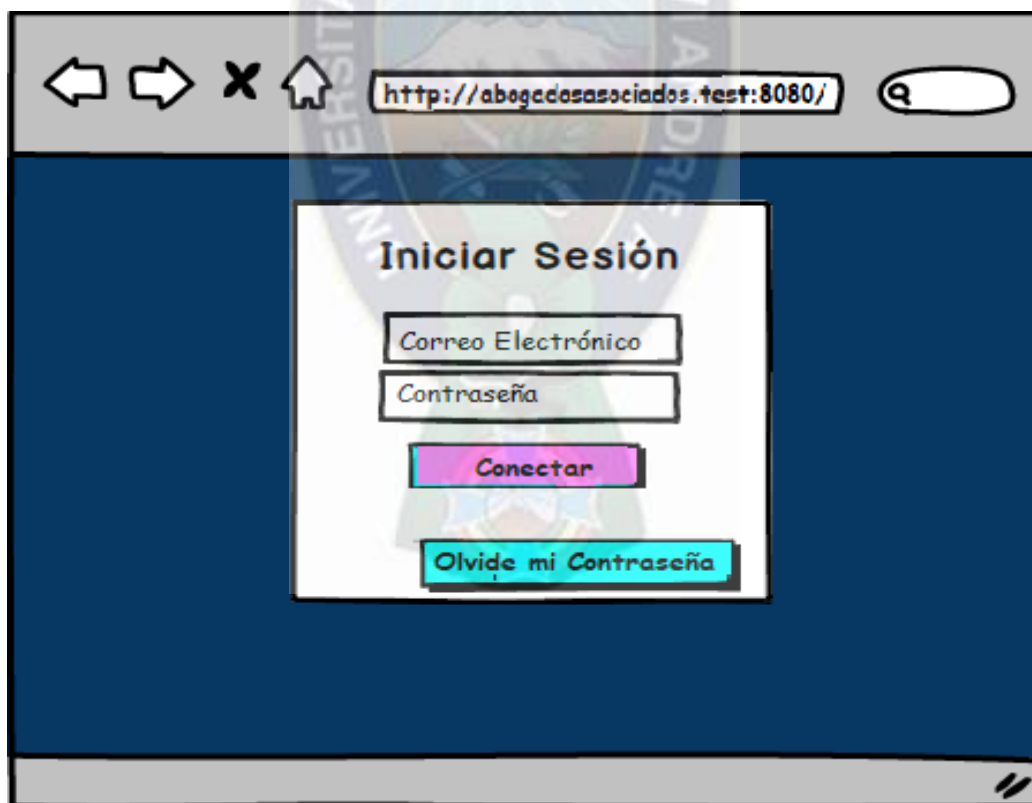 http://abogadosasociados.test:8080/
Iniciar Sesión
Correo Electrónico
Contraseña
Conectar
Olvide mi Contraseña